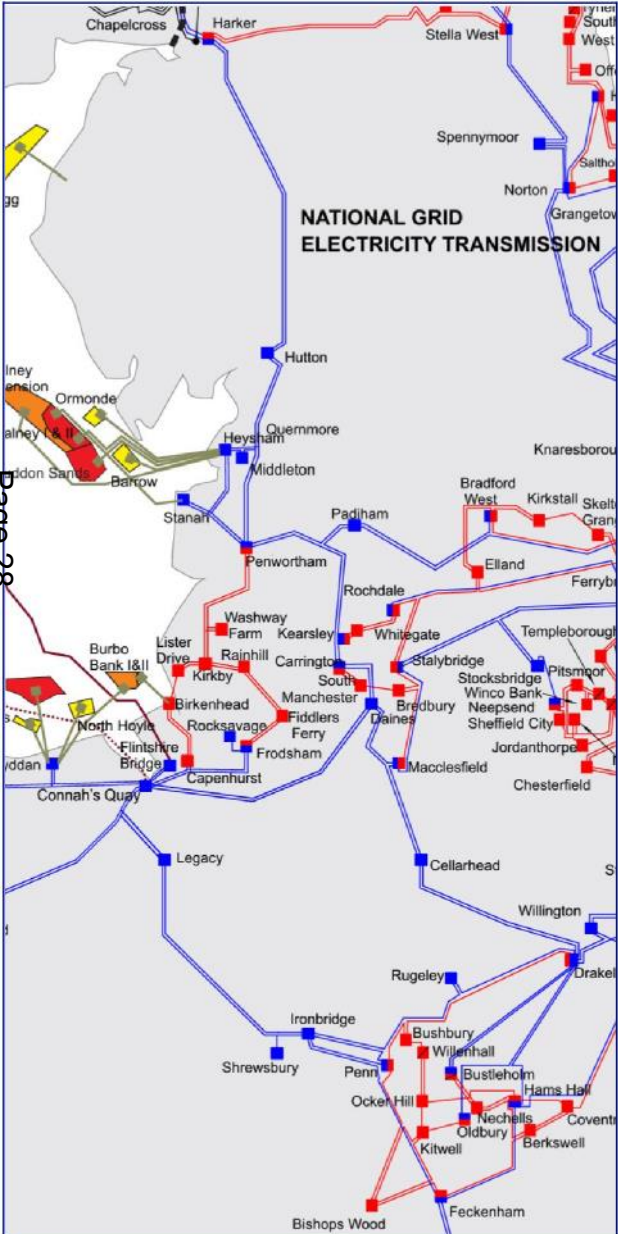 Chapelcross
Harker
Stella West
South
West
Spennymoor
Norton
NATIONAL GRID
ELECTRICITY TRANSMISSION
Hutton
Ormonde
Quernmore
Heysham
Middleton
Barrow
Stanah
Page 28
Padiham
Bradford
West
Kirkstall
Penwortham
Elland
Rochdale
Washway
Farm
Kearsley
Whitegate
Lister
Drive
Rainhill
Kirkby
Carrington
Stalybridge
Burbo
Bank I&II
South
Manchester
Bredbury
Birkenhead
Rocksavage
Fiddlers
Ferry
Daines
North Hoyle
Flintshire
Bridge
Frodsham
Capenhurst
Macclesfield
Connah's Quay
Templeborough
Stocksbridge
Pitsmoor
Winco Bank
Neepsend
Sheffield City
Jordanthorpe
Chesterfield
Legacy
Cellarhead
Willington
Rugeley
Ironbridge
Shrewsbury
Bushbury
Willenhall
Penn
Bustleholm
Hams Hall
Ocker Hill
Nechells
Oldbury
Kitwell
Berkswell
Feckenham
Bishops Wood